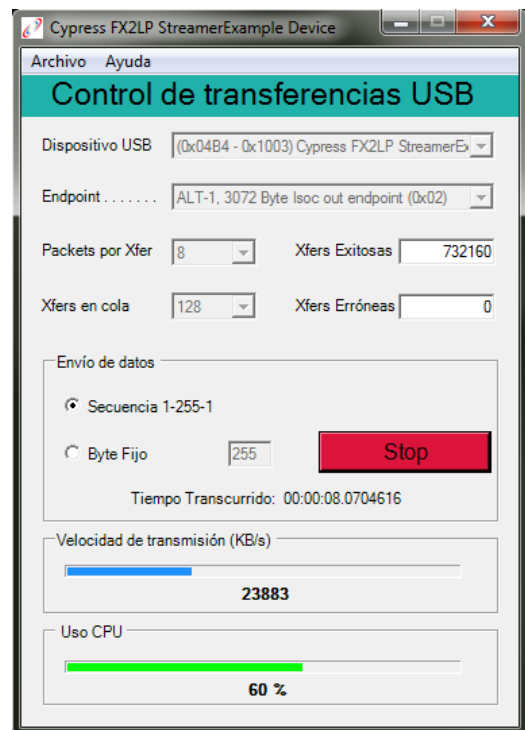 Cypress FX2LP StreamerExample Device
Archivo Ayuda
Control de transferencias USB
Dispositivo USB (0x04B4 - 0x1003) Cypress FX2LP StreamerEx
Endpoint . . . . . . . ALT-1, 3072 Byte Isoc out endpoint (0x02)
Packets por Xfer 8 Xfers Exitosas 732160
Xfers en cola 128 Xfers Erróneas 0
Envío de datos
Secuencia 1-255-1
Byte Fijo 255 Stop
Tiempo Transcurrido: 00:00:08.0704616
Velocidad de transmisión (KB/s)
23883
Uso CPU
60 %